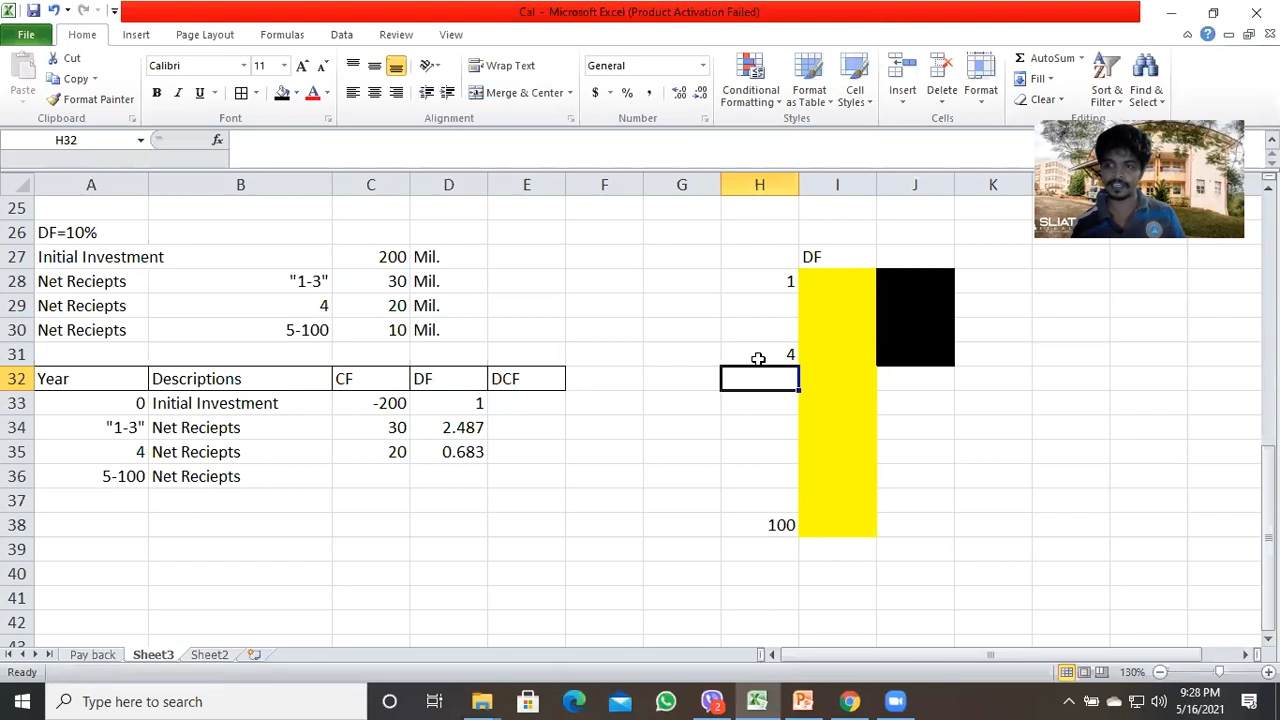 Cal - Microsoft Excel (Product Activation Failed)
File Home Insert Page Layout Formulas Data Review View
Paste Cut Copy Format Painter Calibri 11 Wrap Text Merge & Center General Conditional Formatting Format as Table Cell Styles Insert Delete Format AutoSum Fill Clear Sort & Filter Find & Select
Clipboard Font Alignment Number Styles Cells Editing
H32 fx
A B C D E F G H I J K
25
26 DF=10%
27 Initial Investment 200 Mil. DF
28 Net Reciepts "1-3" 30 Mil. 1
29 Net Reciepts 4 20 Mil.
30 Net Reciepts 5-100 10 Mil.
31 4
32 Year Descriptions CF DF DCF
33 0 Initial Investment -200 1
34 "1-3" Net Reciepts 30 2.487
35 4 Net Reciepts 20 0.683
36 5-100 Net Reciepts
37
38 100
39
40
41
42
43
Pay back Sheet3 Sheet2
Ready 130%
Type here to search 2 9:28 PM
5/16/2021
SLIAT